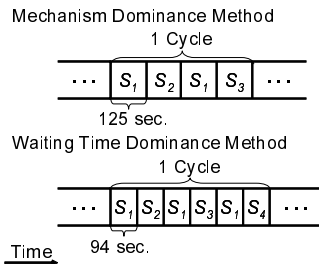 Mechanism Dominance Method
1 Cycle
... S1 S2 S1 S3 ...
125 sec.
Waiting Time Dominance Method
1 Cycle
... S1 S2 S1 S3 S1 S4 ...
94 sec.
Time